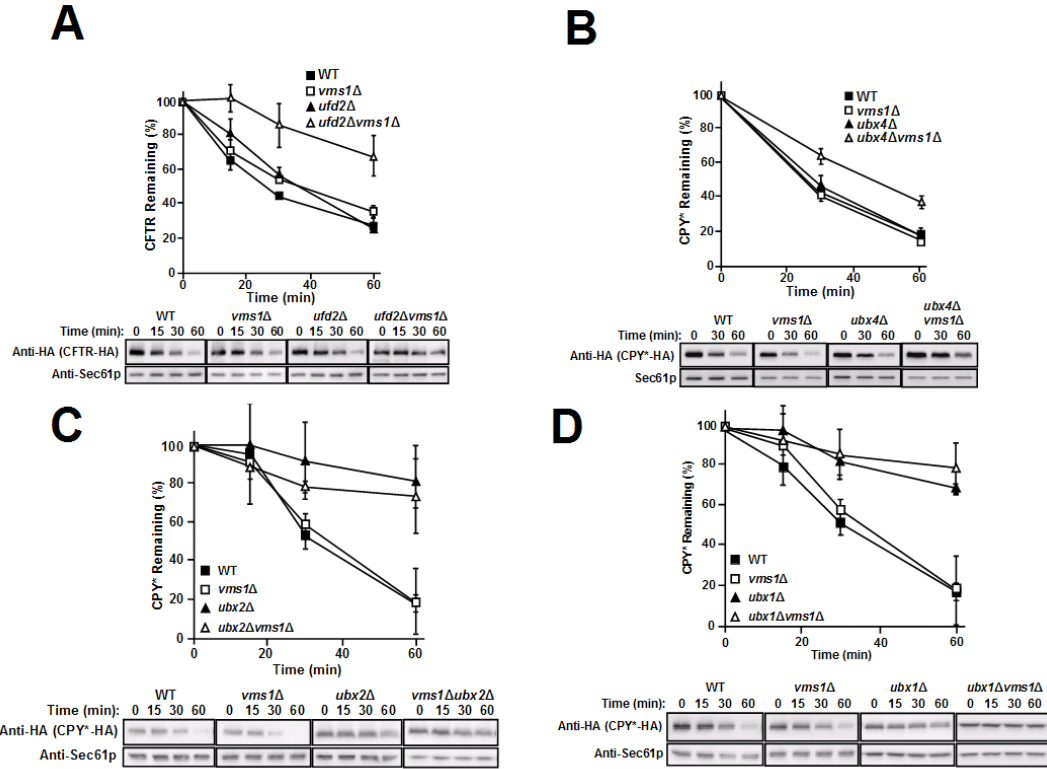 A
WT
vms1Δ
ufd2Δ
ufd2Δvms1Δ
CFTR Remaining (%)
100
80
60
40
20
0
0 20 40 60
Time (min)
WT vms1Δ ufd2Δ ufd2Δvms1Δ
Time (min): 0 15 30 60 0 15 30 60 0 15 30 60 0 15 30 60
Anti-HA (CFTR-HA)
Anti-Sec61p
B
WT
vms1Δ
ubx4Δ
ubx4Δvms1Δ
CPY* Remaining (%)
100
80
60
40
20
0
0 20 40 60
Time (min)
WT vms1Δ ubx4Δ ubx4Δ
vms1Δ
Time (min): 0 30 60 0 30 60 0 30 60 0 30 60
Anti-HA (CPY*-HA)
Sec61p
C
CPY* Remaining (%)
100
80
60
40
20
0
WT
vms1Δ
ubx2Δ
ubx2Δvms1Δ
0 20 40 60
Time (min)
WT vms1Δ ubx2Δ vms1Δubx2Δ
Time (min): 0 15 30 60 0 15 30 60 0 15 30 60 0 15 30 60
Anti-HA (CPY*-HA)
Anti-Sec61p
D
CPY* Remaining (%)
100
80
60
40
20
0
WT
vms1Δ
ubx1Δ
ubx1Δvms1Δ
0 20 40 60
Time (min)
WT vms1Δ ubx1Δ ubx1Δvms1Δ
Time (min): 0 15 30 60 0 15 30 60 0 15 30 60 0 15 30 60
Anti-HA (CPY*-HA)
Anti-Sec61p